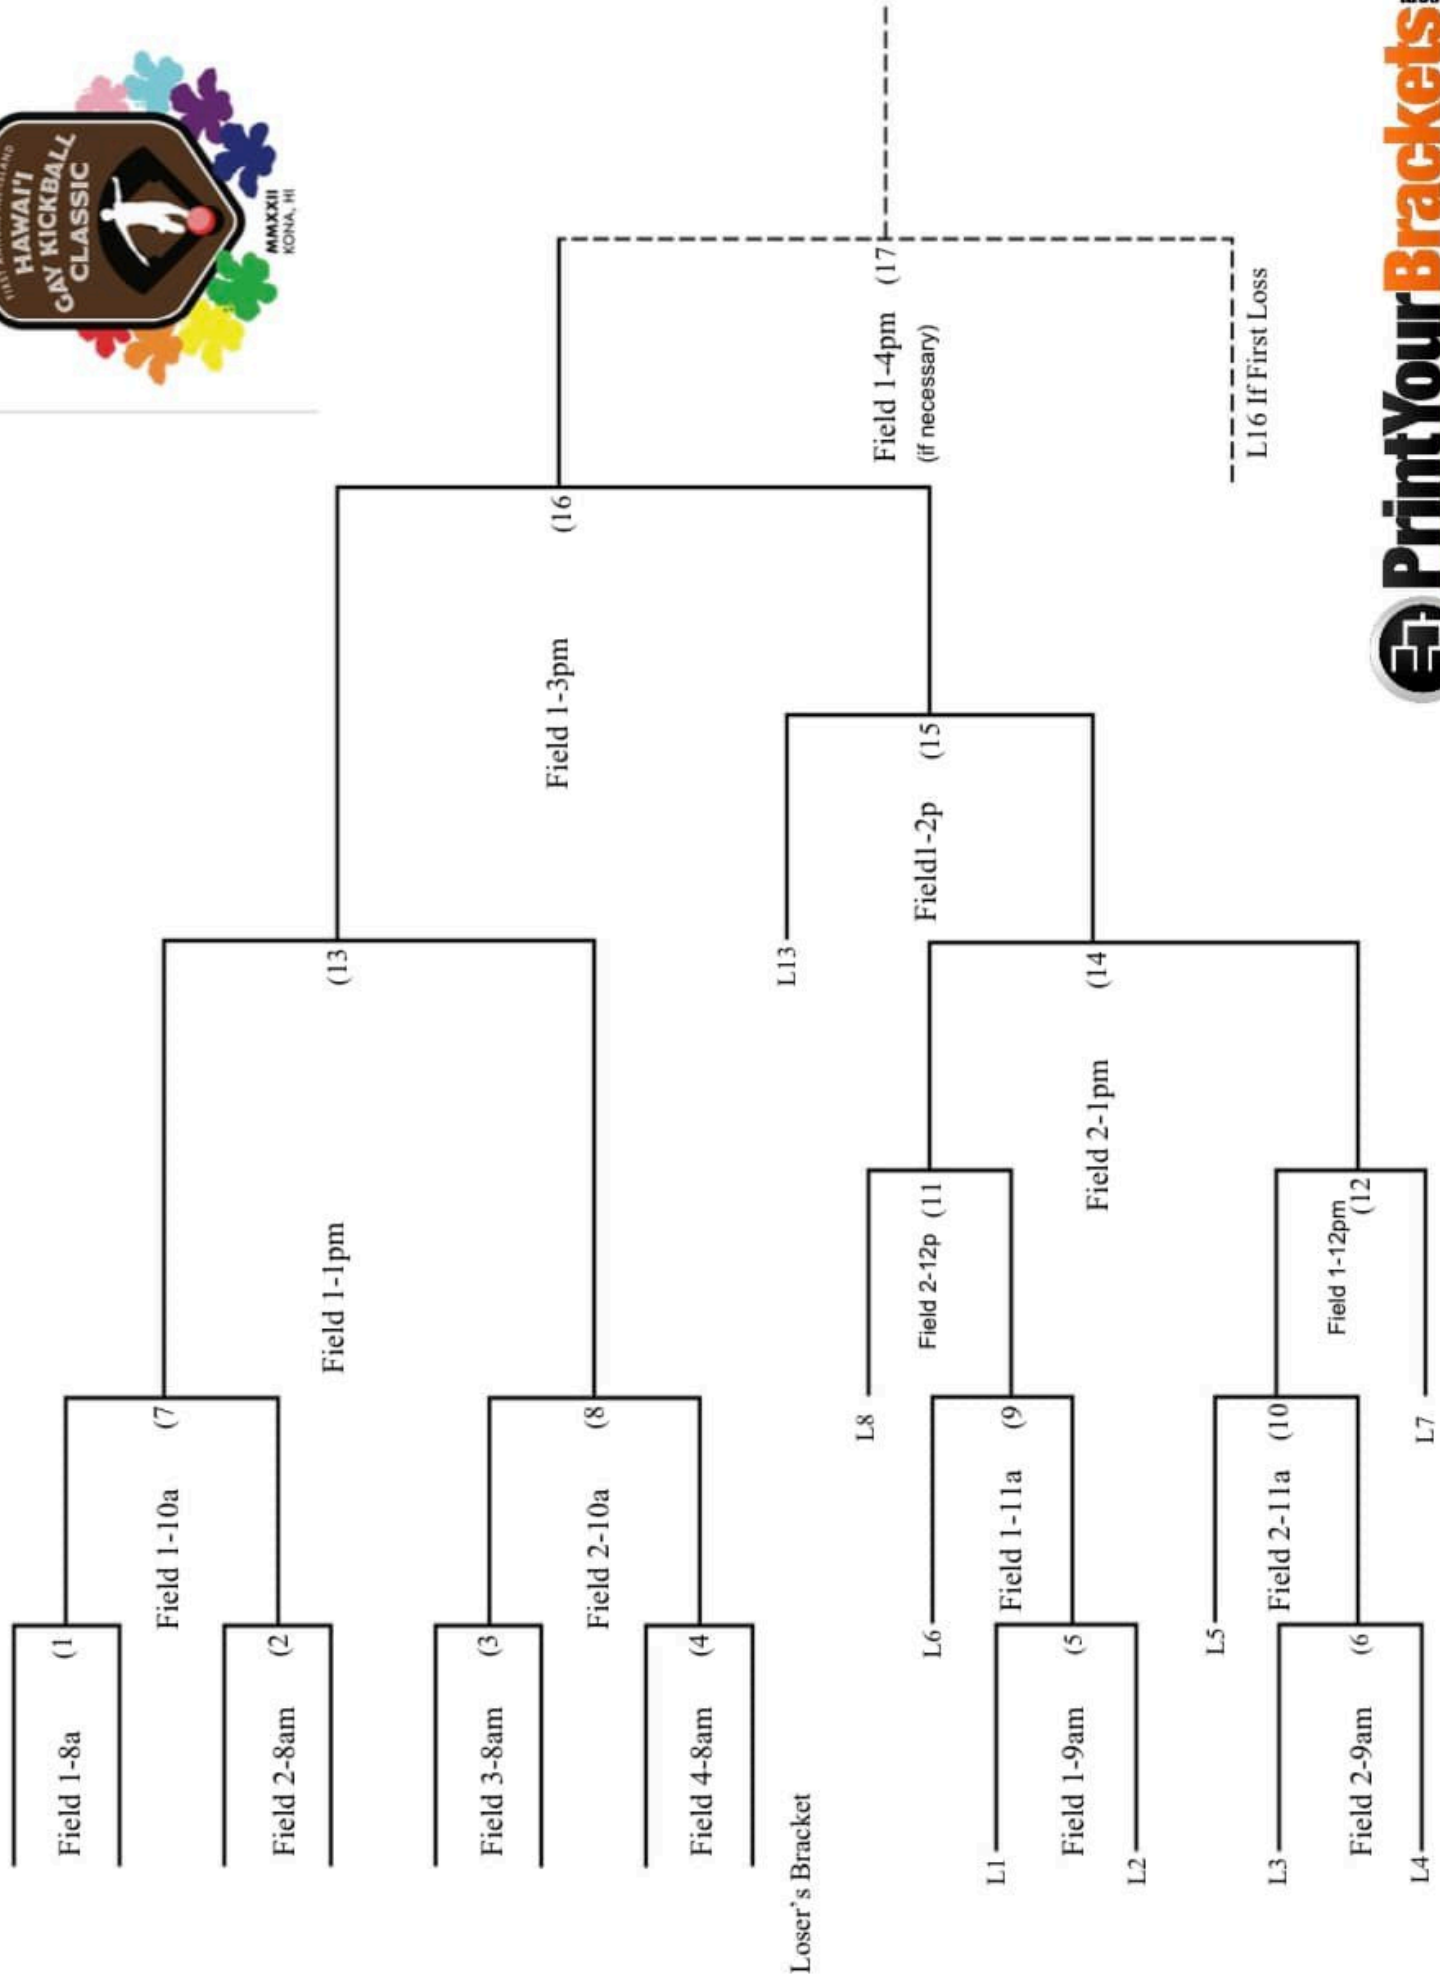 FIRST ANNUAL
HAWAI'I
GAY KICKBALL
CLASSIC
MMXXII
KONA, HI
Field 1-8a
(1
Field 1-10a
(7
Field 2-8am
(2
Field 1-1pm
(13
Field 3-8am
(3
Field 2-10a
(8
Field 4-8am
(4
Field 1-3pm
(16
Field 1-4pm
(17
(if necessary)
L16 If First Loss
Loser's Bracket
L13
Field1-2p
(15
L8
Field 2-12p
(11
L6
Field 1-11a
(9
L1
Field 1-9am
(5
L2
Field 2-1pm
(14
L5
Field 2-11a
(10
Field 1-12pm
(12
L3
Field 2-9am
(6
L4
L7
PrintYourBrackets